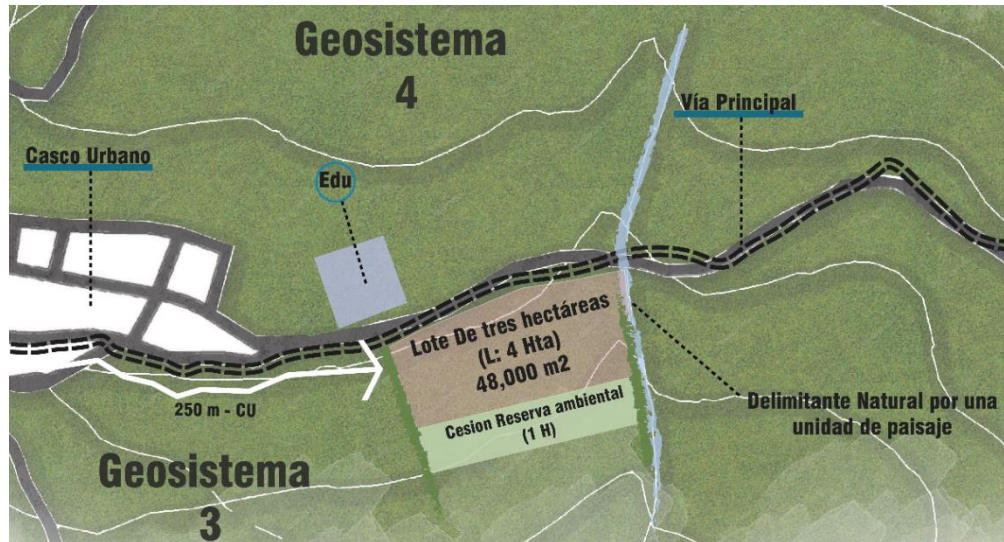 Geosistema
4
Vía Principal
Casco Urbano
Edu
Lote De tres hectáreas
(L: 4 Hta)
48,000 m2
Cesion Reserva ambiental
(1 H)
250 m - CU
Delimitante Natural por una
unidad de paisaje
Geosistema
3